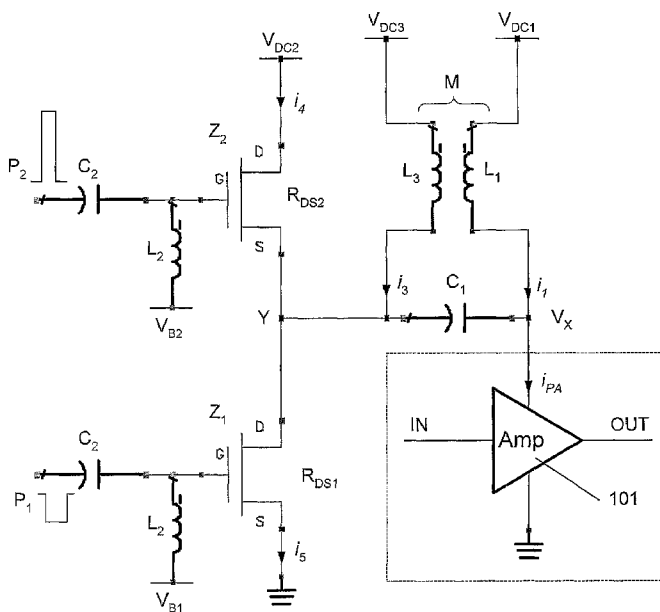 V_DC3
V_DC1
V_DC2
M
i_4
Z_2
D
P_2
C_2
G
R_DS2
L_3
L_1
L_2
S
i_3
C_1
i_1
V_B2
Y
V_X
Z_1
D
i_PA
C_2
G
IN
OUT
Amp
R_DS1
P_1
L_2
S
101
i_5
V_B1